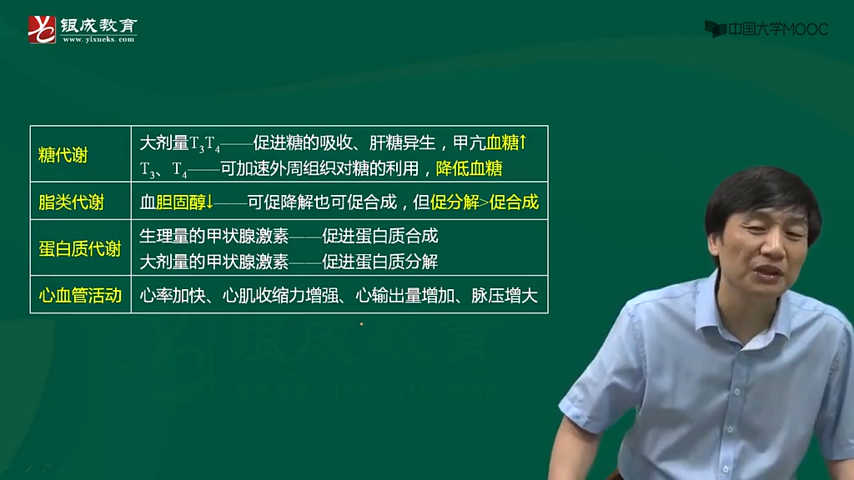 银成教育
www.yixueks.com
中国大学MOOC
糖代谢
大剂量T₃T₄——促进糖的吸收、肝糖异生，甲亢血糖↑
T₃、T₄——可加速外周组织对糖的利用，降低血糖
脂类代谢
血胆固醇↓——可促降解也可促合成，但促分解>促合成
蛋白质代谢
生理量的甲状腺激素——促进蛋白质合成
大剂量的甲状腺激素——促进蛋白质分解
心血管活动
心率加快、心肌收缩力增强、心输出量增加、脉压增大
银成教育